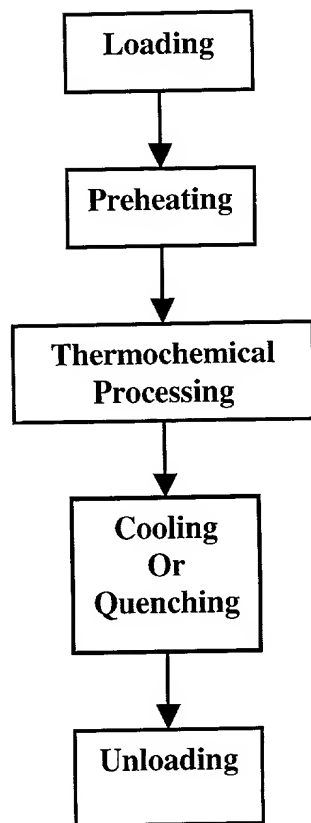 Loading
Preheating
Thermochemical
Processing
Cooling
Or
Quenching
Unloading